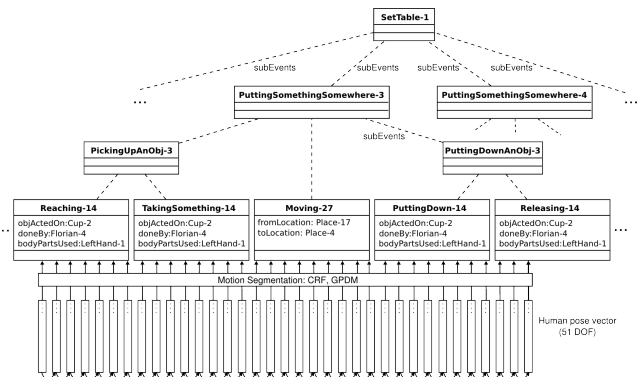 SetTable-1
subEvents
subEvents
subEvents
subEvents
...
PuttingSomethingSomewhere-3
PuttingSomethingSomewhere-4
...
subEvents
PickingUpAnObj-3
PuttingDownAnObj-3
Reaching-14
objActedOn:Cup-2
doneBy:Florian-4
bodyPartsUsed:LeftHand-1
TakingSomething-14
objActedOn:Cup-2
doneBy:Florian-4
bodyPartsUsed:LeftHand-1
Moving-27
fromLocation: Place-17
toLocation: Place-4
PuttingDown-14
objActedOn:Cup-2
doneBy:Florian-4
bodyPartsUsed:LeftHand-1
Releasing-14
objActedOn:Cup-2
doneBy:Florian-4
bodyPartsUsed:LeftHand-1
..
...
Motion Segmentation: CRF, GPDM
Human pose vector
(51 DOF)